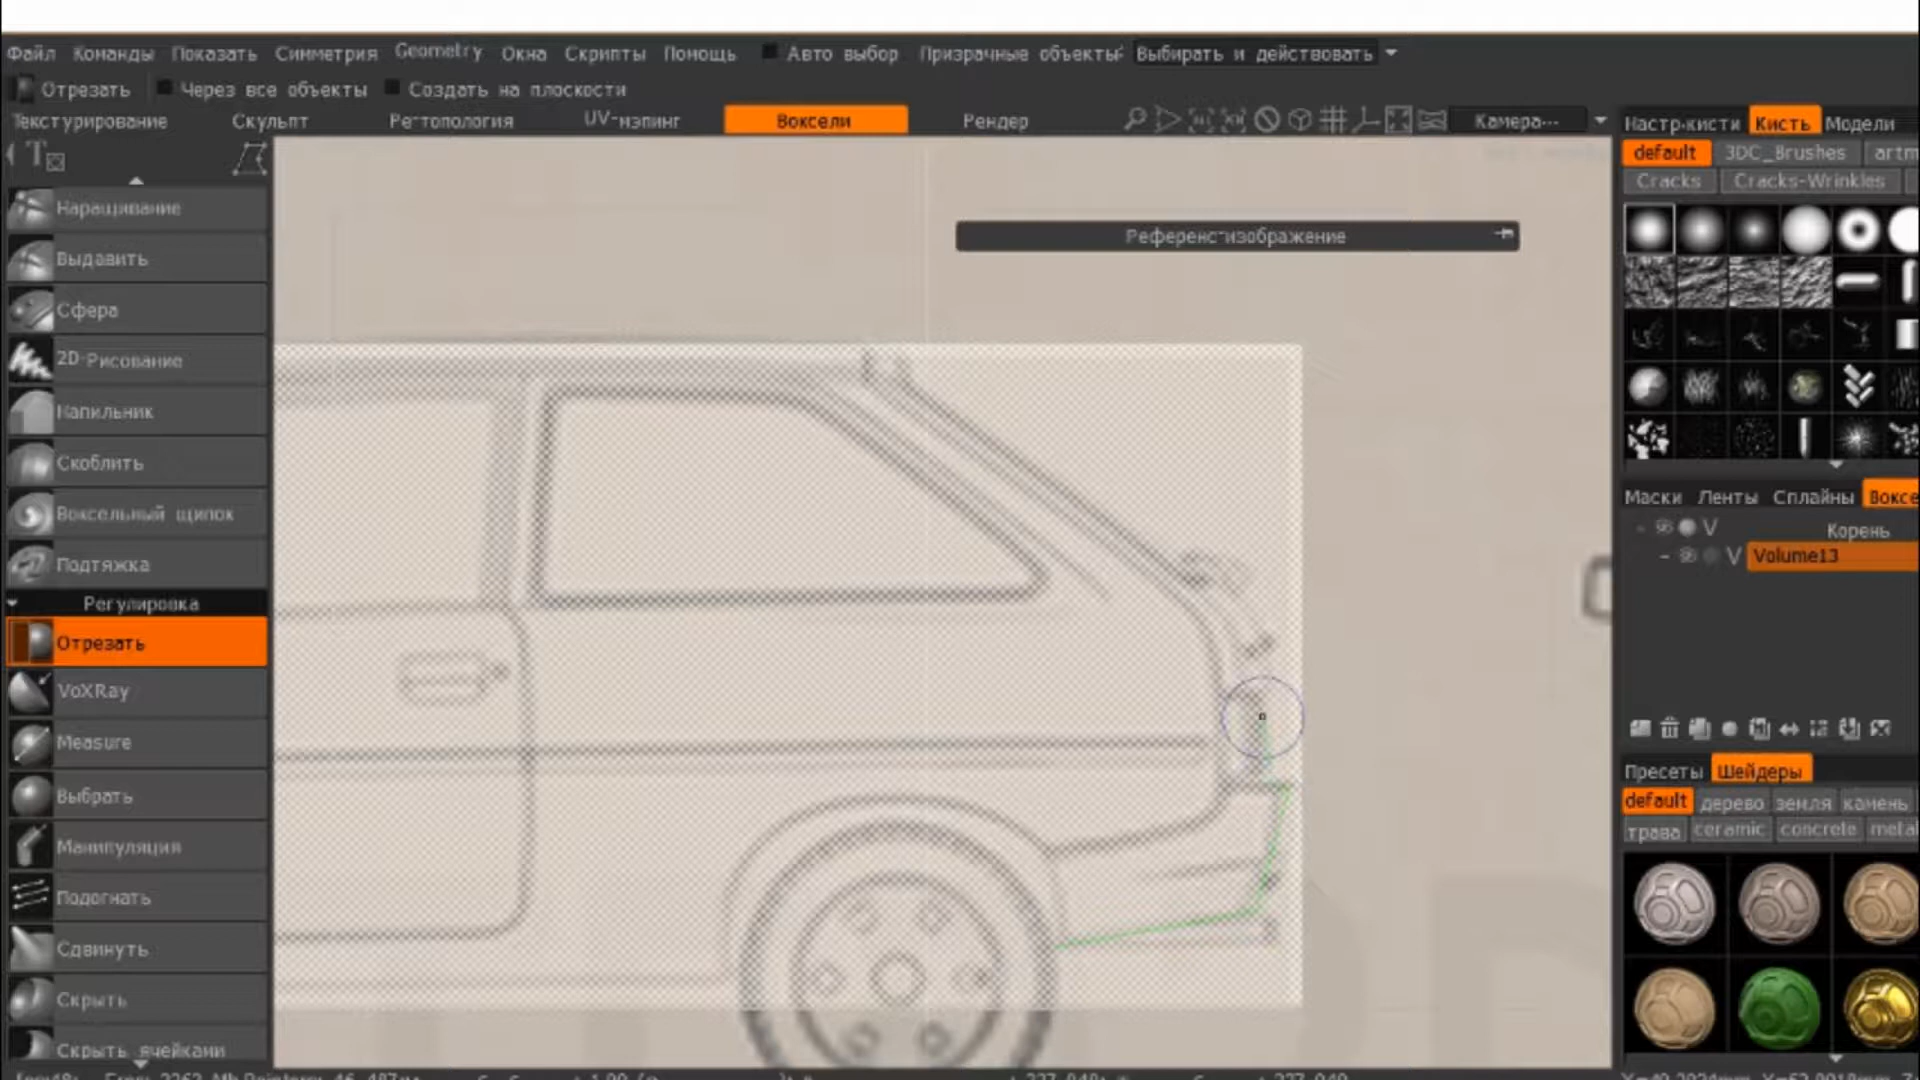 Файл Команды Показать Симметрия Geometry Окна Скрипты Помощь Авто выбор Призрачные объекты Выбирать и действовать
Отрезать Через все объекты Создать на плоскости
Текстурирование Скульпт Ретопология UV-мэпинг Воксели Рендер Камера...
Настр.кисти Кисть Модели
default 3DC_Brushes artm
Cracks Cracks-Wrinkles
Референс-изображение
Наращивание
Выдавить
Сфера
2D-Рисование
Напильник
Скоблить
Воксельный щипок
Подтяжка
Регулировка
Отрезать
VoXRay
Measure
Выбрать
Манипуляция
Подогнать
Сдвинуть
Скрыть
Скрыть ячейками
Маски Ленты Сплайны Воксе
V Корень
V Volume13
Пресеты Шейдеры
default дерево земля камень
трава ceramic concrete metal